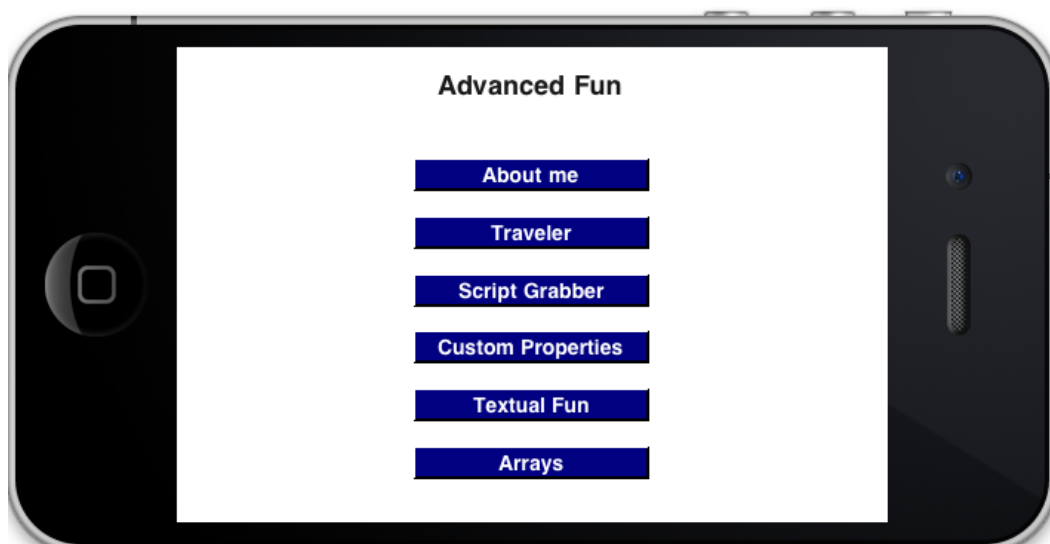 Advanced Fun
About me
Traveler
Script Grabber
Custom Properties
Textual Fun
Arrays